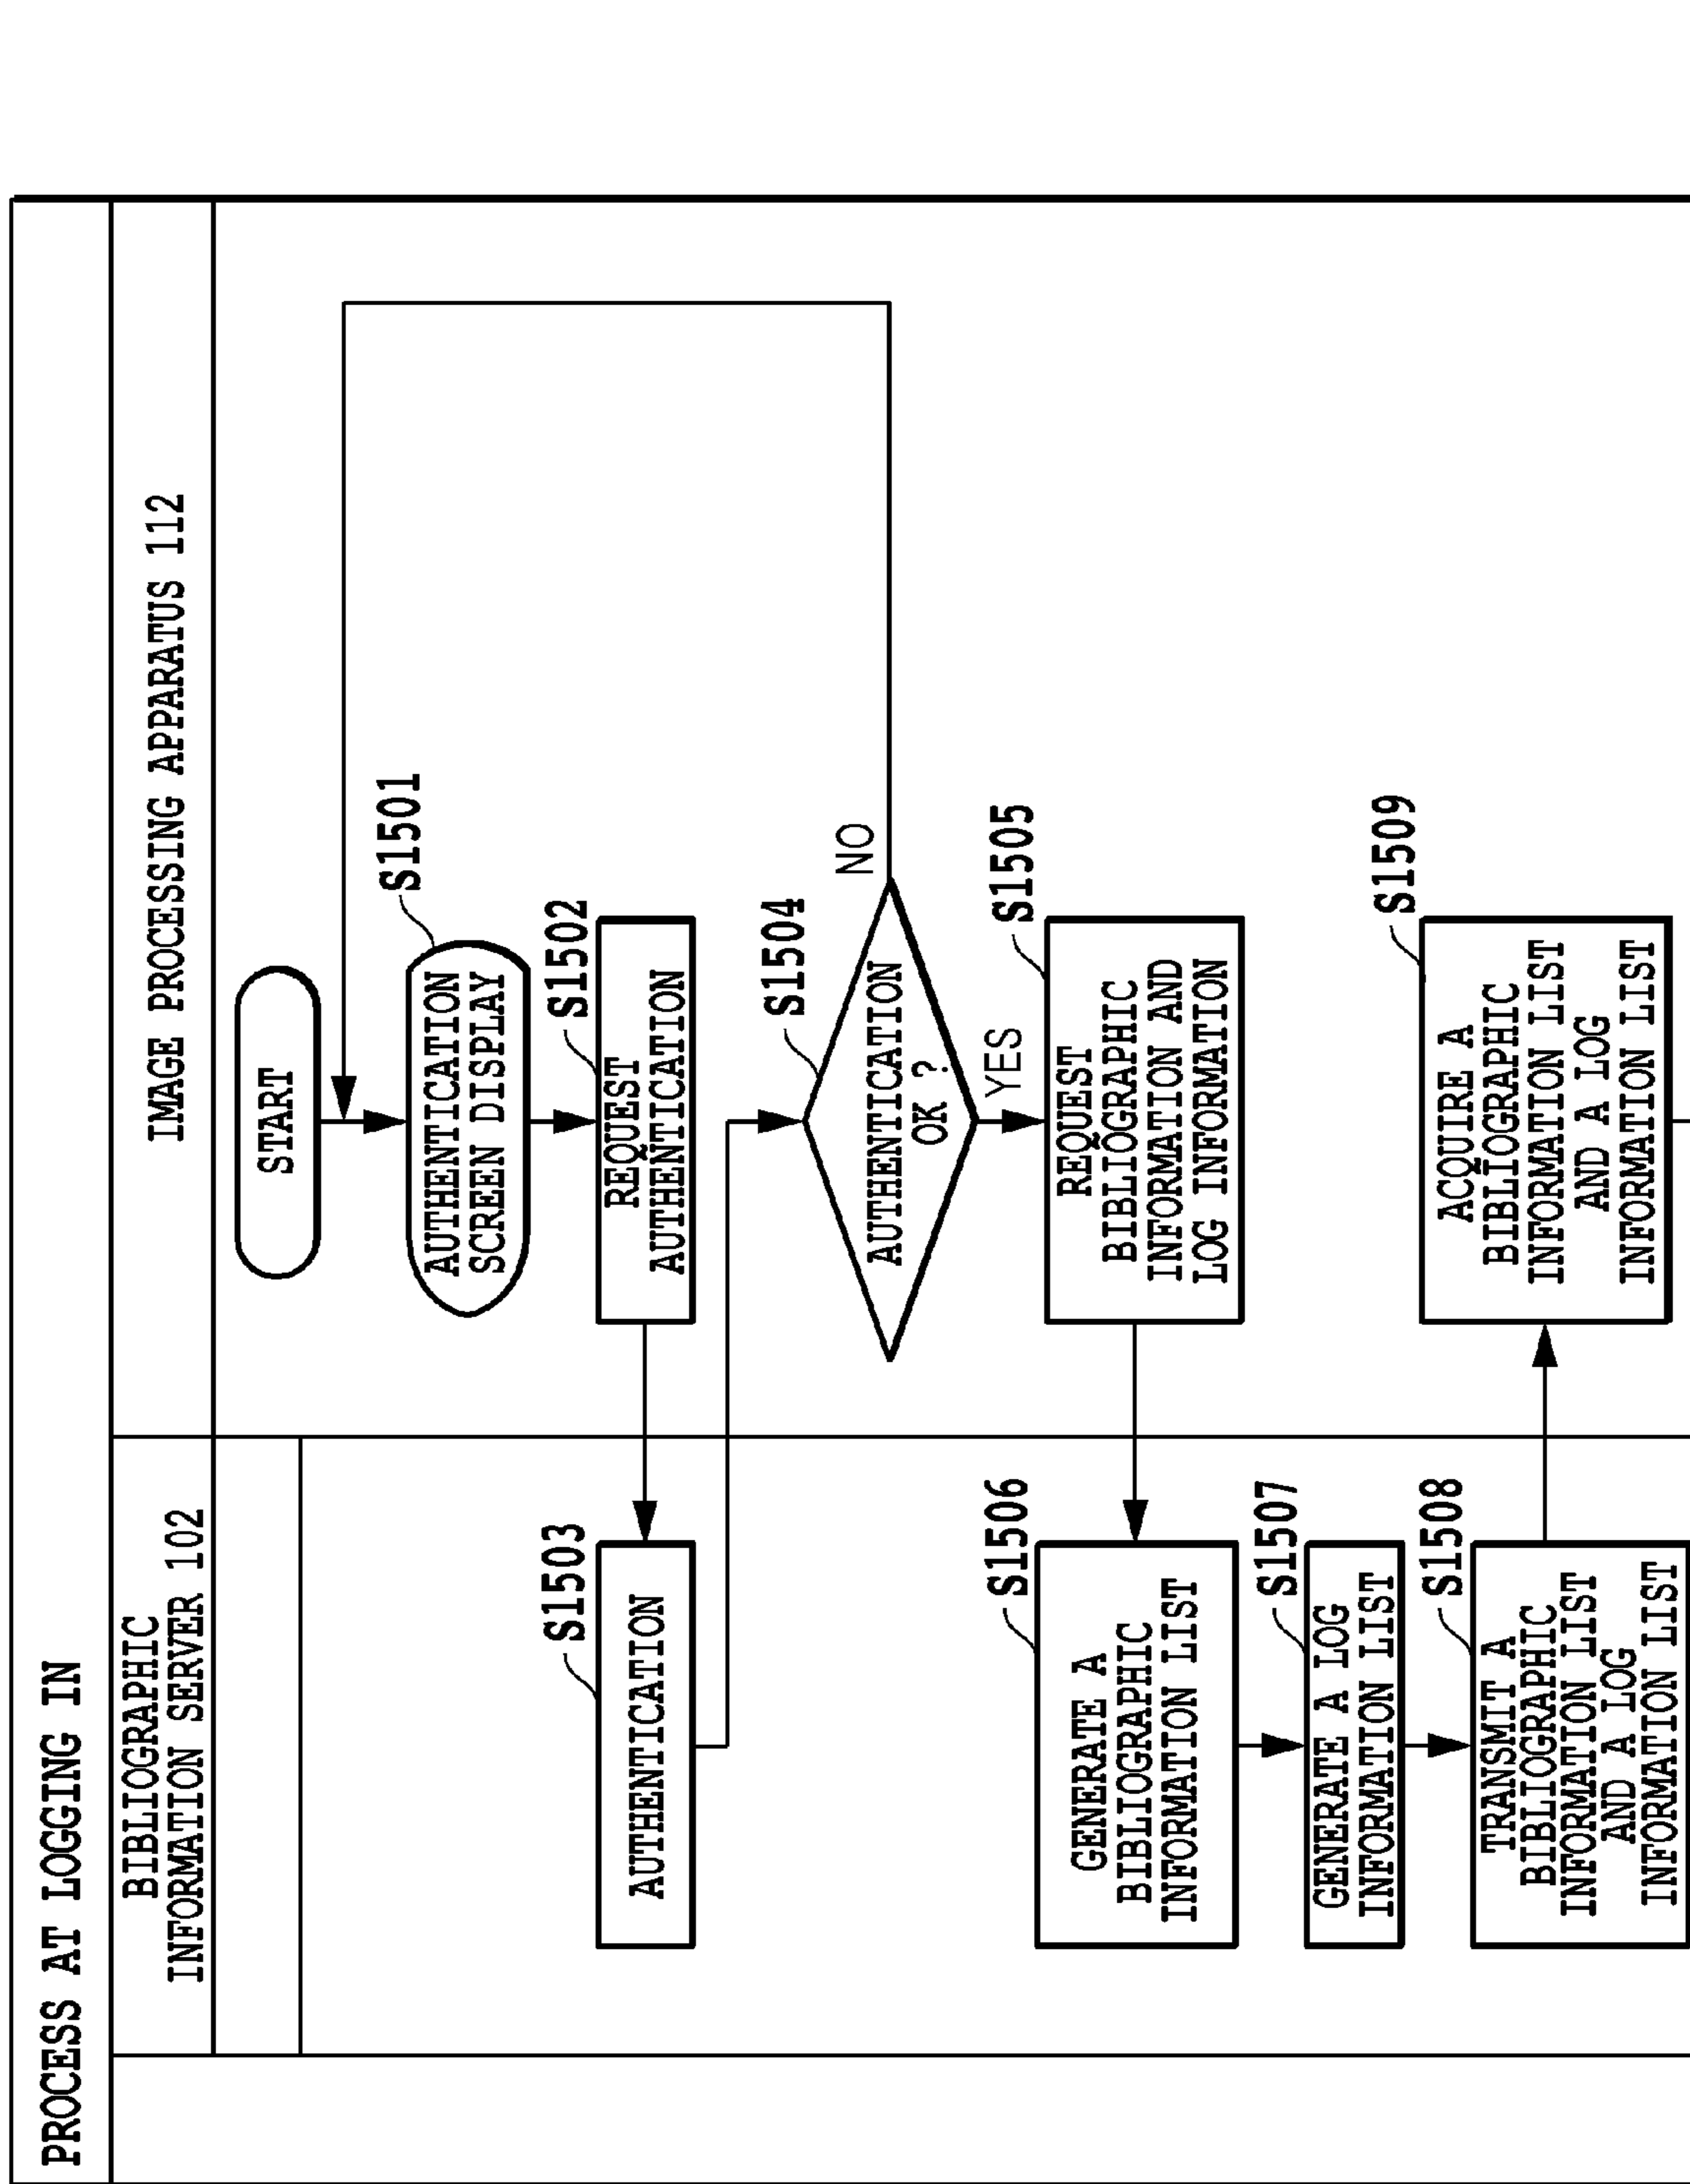 PROCESS AT LOGGING IN
BIBLIOGRAPHIC
INFORMATION SERVER 102
IMAGE PROCESSING APPARATUS 112
START
S1501
AUTHENTICATION
SCREEN DISPLAY
S1502
REQUEST
AUTHENTICATION
S1503
AUTHENTICATION
S1504
AUTHENTICATION
OK ?
NO
YES
S1505
REQUEST
BIBLIOGRAPHIC
INFORMATION AND
LOG INFORMATION
S1506
GENERATE A
BIBLIOGRAPHIC
INFORMATION LIST
S1507
GENERATE A LOG
INFORMATION LIST
S1508
TRANSMIT A
BIBLIOGRAPHIC
INFORMATION LIST
AND A LOG
INFORMATION LIST
S1509
ACQUIRE A
BIBLIOGRAPHIC
INFORMATION LIST
AND A LOG
INFORMATION LIST